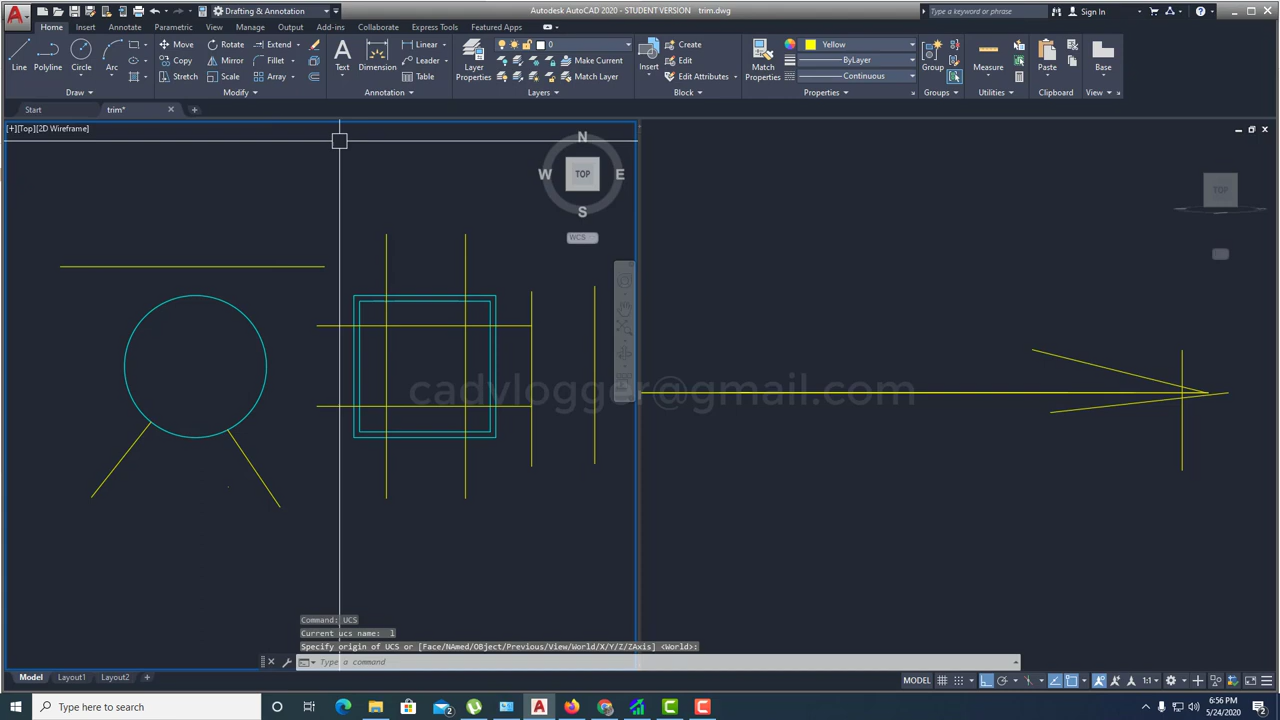 Drafting & Annotation
Autodesk AutoCAD 2020 - STUDENT VERSION trim.dwg
Type a keyword or phrase
Sign In
Home Insert Annotate Parametric View Manage Output Add-ins Collaborate Express Tools Featured Apps
Line Polyline Circle Arc
Move Rotate Extend
Copy Mirror Fillet
Stretch Scale Array
Text Dimension
Linear
Leader
Table
Layer Properties
0
Make Current
Match Layer
Insert
Create
Edit
Edit Attributes
Match Properties
Yellow
ByLayer
Continuous
Group Measure Paste Base
Draw Modify Annotation Layers Block Properties Groups Utilities Clipboard View
Start trim*
[+][Top][2D Wireframe]
N
W TOP E
S
WCS
TOP
cadvlogger@gmail.com
Command: UCS
Current ucs name: 1
Specify origin of UCS or [Face/NAmed/OBject/Previous/View/World/X/Y/Z/ZAxis] <World>:
Type a command
Model Layout1 Layout2
MODEL
1:1
Type here to search
6:56 PM
5/24/2020